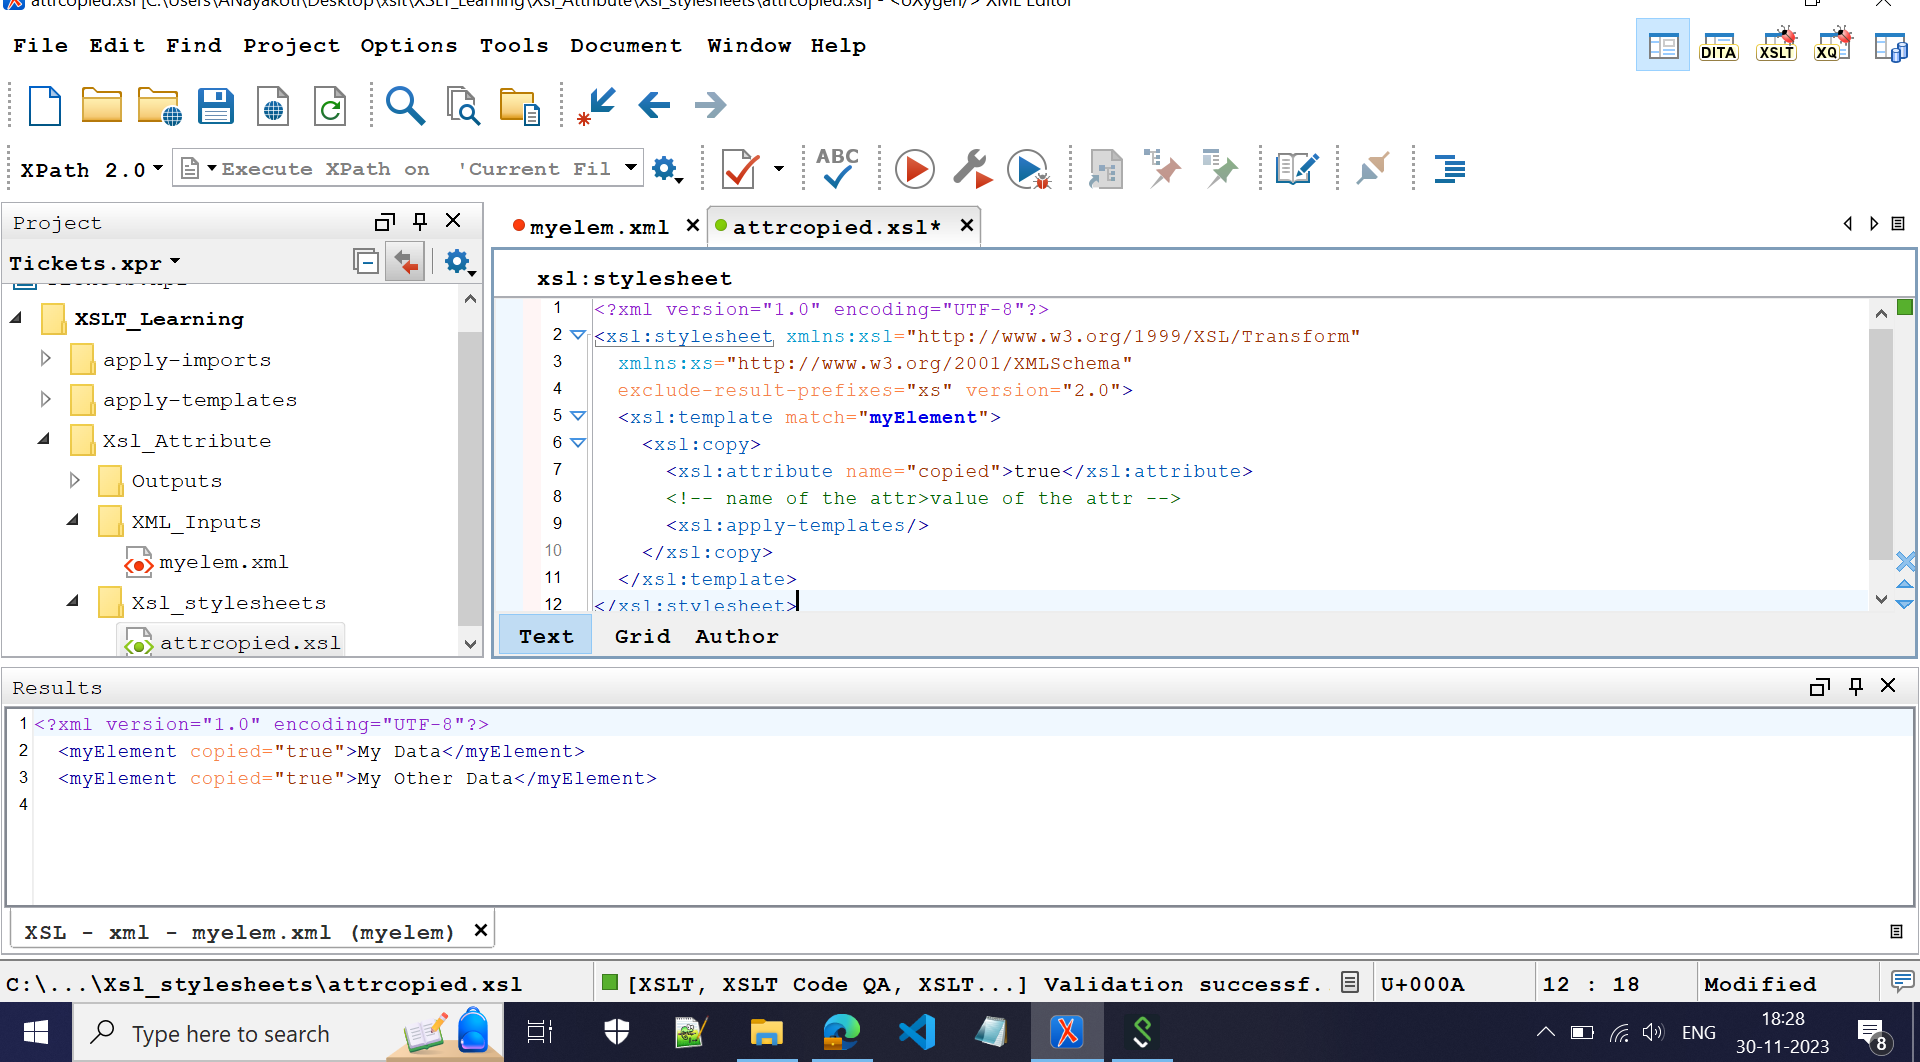 attrcopied.xsl [C:\Users\ANayakoti\Desktop\xslt\XSLT_Learning\Xsl_Attribute\Xsl_stylesheets\attrcopied.xsl] - <oXygen/> XML Editor
File Edit Find Project Options Tools Document Window Help
DITA XSLT XQ
XPath 2.0 Execute XPath on 'Current Fil
ABC
Project
Tickets.xpr
XSLT_Learning
apply-imports
apply-templates
Xsl_Attribute
Outputs
XML_Inputs
myelem.xml
Xsl_stylesheets
attrcopied.xsl
myelem.xml attrcopied.xsl*
xsl:stylesheet
1 <?xml version="1.0" encoding="UTF-8"?>
2 <xsl:stylesheet xmlns:xsl="http://www.w3.org/1999/XSL/Transform"
3 xmlns:xs="http://www.w3.org/2001/XMLSchema"
4 exclude-result-prefixes="xs" version="2.0">
5 <xsl:template match="myElement">
6 <xsl:copy>
7 <xsl:attribute name="copied">true</xsl:attribute>
8 <!-- name of the attr>value of the attr -->
9 <xsl:apply-templates/>
10 </xsl:copy>
11 </xsl:template>
12 </xsl:stylesheet>
Text Grid Author
Results
1 <?xml version="1.0" encoding="UTF-8"?>
2 <myElement copied="true">My Data</myElement>
3 <myElement copied="true">My Other Data</myElement>
4
XSL - xml - myelem.xml (myelem)
C:\...\Xsl_stylesheets\attrcopied.xsl [XSLT, XSLT Code QA, XSLT...] Validation successf. U+000A 12 : 18 Modified
Type here to search
ENG
18:28
30-11-2023
8